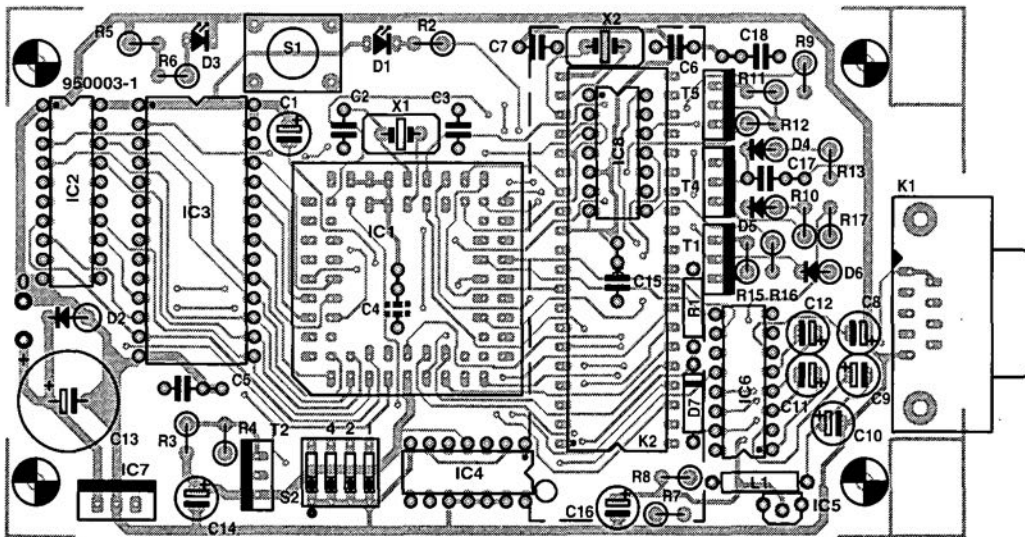 R5
R6
D3
S1
D1
R2
C7
X2
C6
C18
R9
950003-1
C1
C2
X1
C3
T5
R11
R12
D4
IC2
IC3
IC1
IC8
T4
C17
R13
R10
K1
D5
R17
T1
D6
0
C4
C15
R15
R16
D2
R1
C12
C8
+
C5
IC6
D7
C11
C9
C13
R3
R4
T2
4 2 1
K2
C10
IC4
IC7
S2
R8
L1
C14
C16
R7
IC5